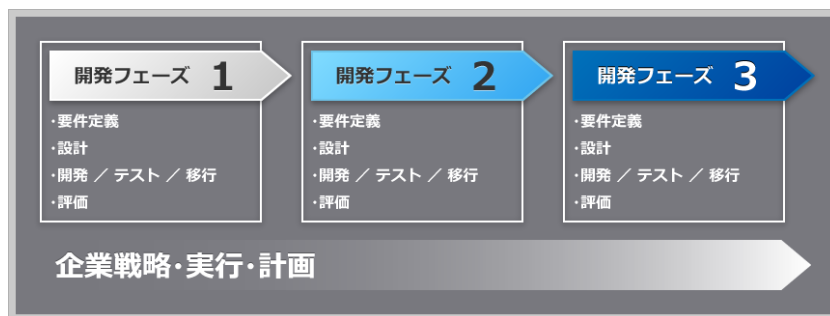 開発フェーズ 1
・要件定義
・設計
・開発 ／ テスト ／ 移行
・評価
開発フェーズ 2
・要件定義
・設計
・開発 ／ テスト ／ 移行
・評価
開発フェーズ 3
・要件定義
・設計
・開発 ／ テスト ／ 移行
・評価
企業戦略・実行・計画